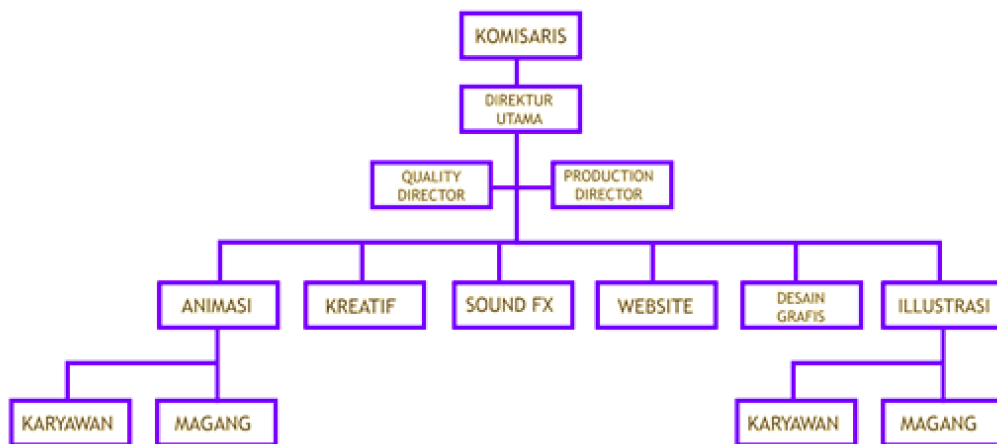 KOMISARIS
DIREKTUR
UTAMA
QUALITY
DIRECTOR
PRODUCTION
DIRECTOR
ANIMASI
KREATIF
SOUND FX
WEBSITE
DESAIN
GRAFIS
ILLUSTRASI
KARYAWAN
MAGANG
KARYAWAN
MAGANG